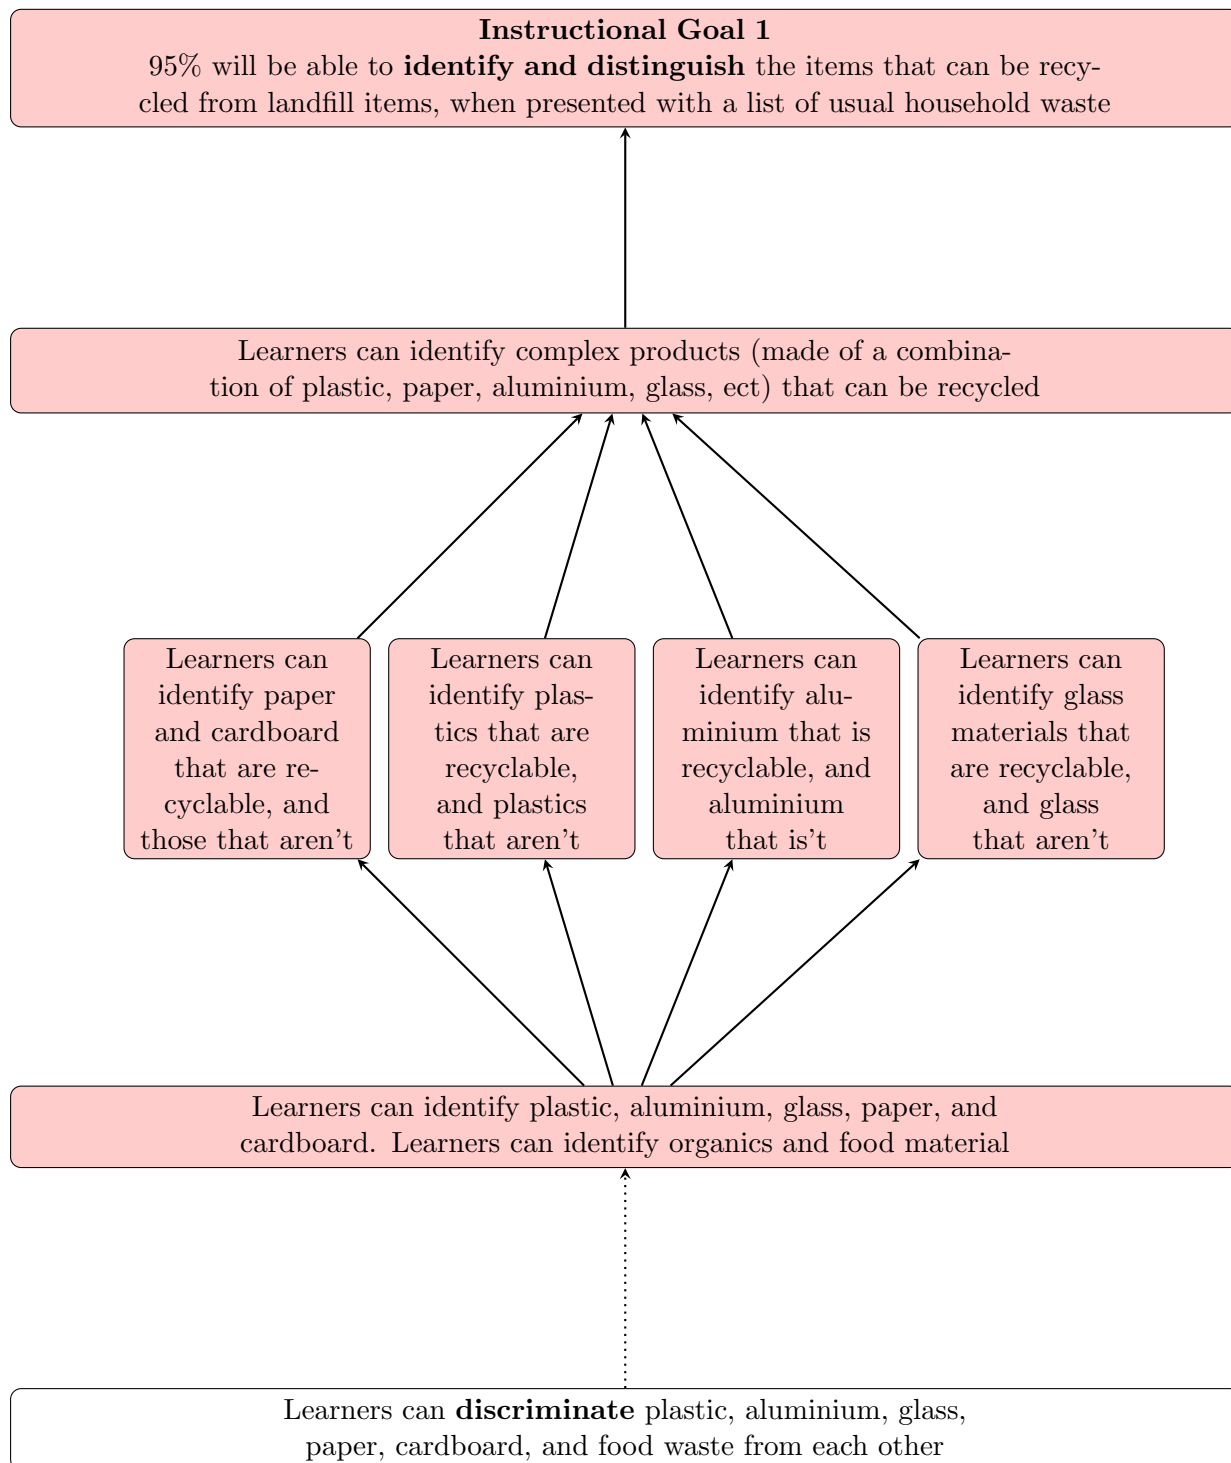 Instructional Goal 1
95% will be able to identify and distinguish the items that can be recy-
cled from landfill items, when presented with a list of usual household waste
Learners can identify complex products (made of a combina-
tion of plastic, paper, aluminium, glass, ect) that can be recycled
Learners can
identify paper
and cardboard
that are re-
cyclable, and
those that aren't
Learners can
identify plas-
tics that are
recyclable,
and plastics
that aren't
Learners can
identify alu-
minium that is
recyclable, and
aluminium
that is't
Learners can
identify glass
materials that
are recyclable,
and glass
that aren't
Learners can identify plastic, aluminium, glass, paper, and
cardboard. Learners can identify organics and food material
Learners can discriminate plastic, aluminium, glass,
paper, cardboard, and food waste from each other